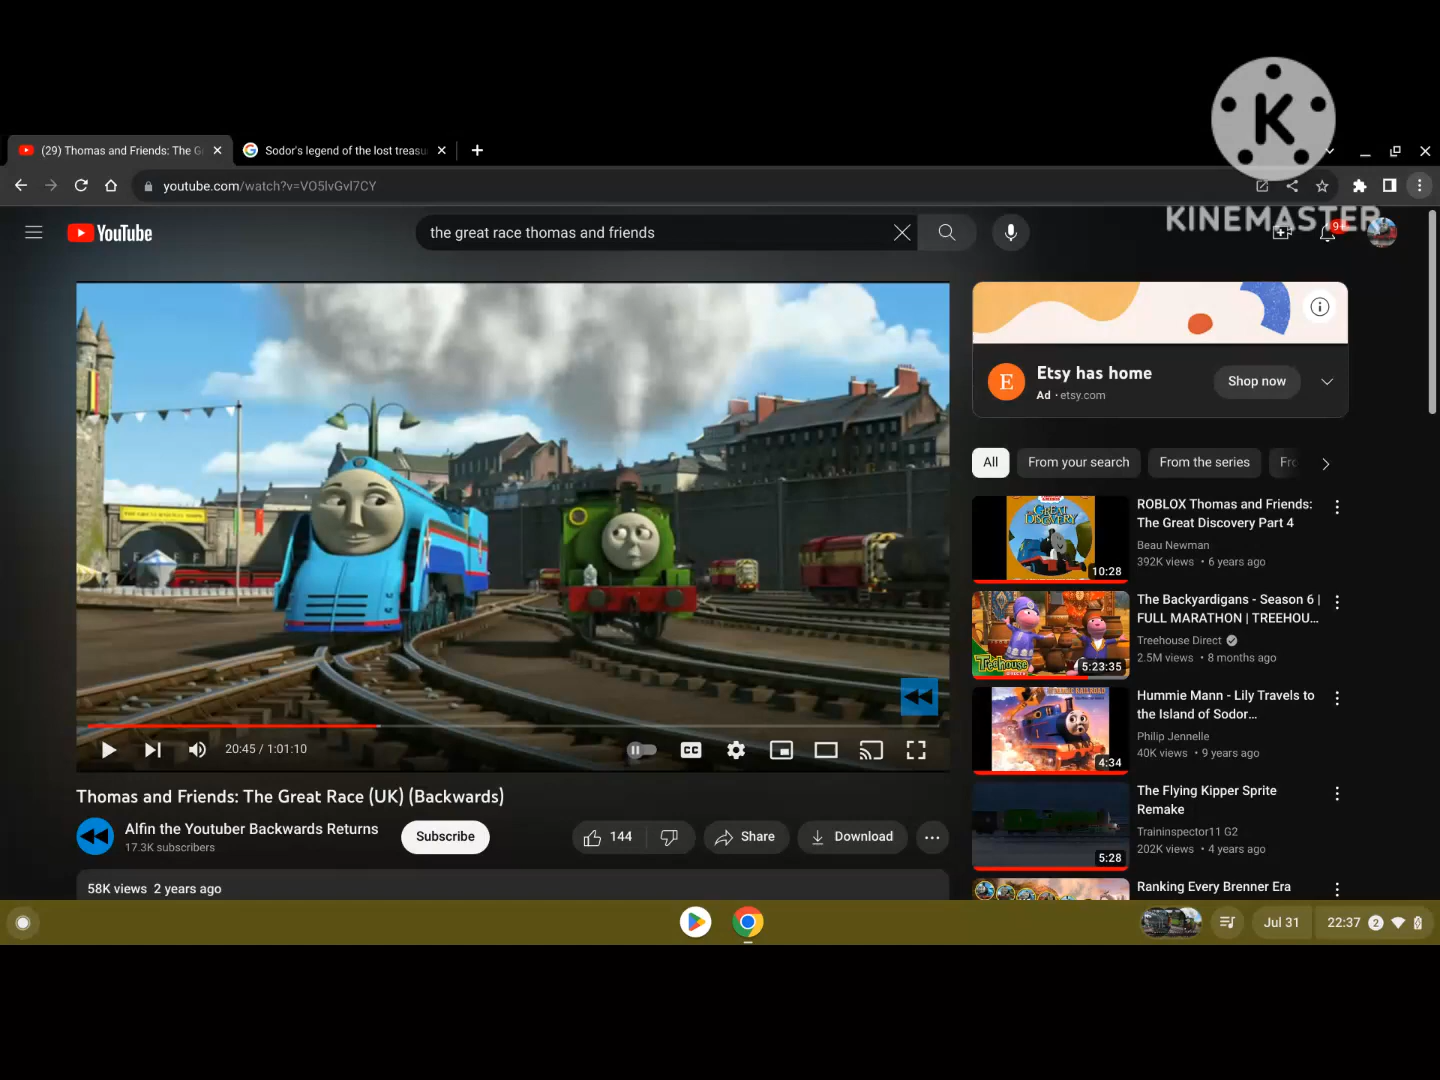 KINEMASTER
(29) Thomas and Friends: The G
Sodor's legend of the lost treasu
youtube.com/watch?v=VO5lvGvI7CY
YouTube
the great race thomas and friends
9+
Etsy has home
Ad · etsy.com
Shop now
All
From your search
From the series
Fro
ROBLOX Thomas and Friends:
The Great Discovery Part 4
Beau Newman
392K views • 6 years ago
GREAT
DISCOVERY
10:28
The Backyardigans - Season 6 |
FULL MARATHON | TREEHOU...
Treehouse Direct
2.5M views • 8 months ago
Treehouse
5:23:35
Hummie Mann - Lily Travels to
the Island of Sodor...
Philip Jennelle
40K views • 9 years ago
4:34
The Flying Kipper Sprite
Remake
Traininspector11 G2
202K views • 4 years ago
5:28
Ranking Every Brenner Era
20:45 / 1:01:10
CC
Thomas and Friends: The Great Race (UK) (Backwards)
Alfin the Youtuber Backwards Returns
17.3K subscribers
Subscribe
144
Share
Download
58K views 2 years ago
Jul 31
22:37
2